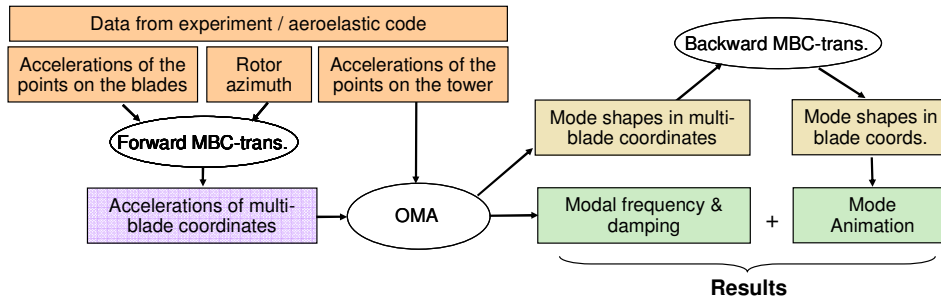 Data from experiment / aeroelastic code
Accelerations of the
points on the blades
Rotor
azimuth
Accelerations of the
points on the tower
Forward MBC-trans.
Accelerations of multi-
blade coordinates
OMA
Backward MBC-trans.
Mode shapes in multi-
blade coordinates
Mode shapes in
blade coords.
Modal frequency &
damping
+
Mode
Animation
Results